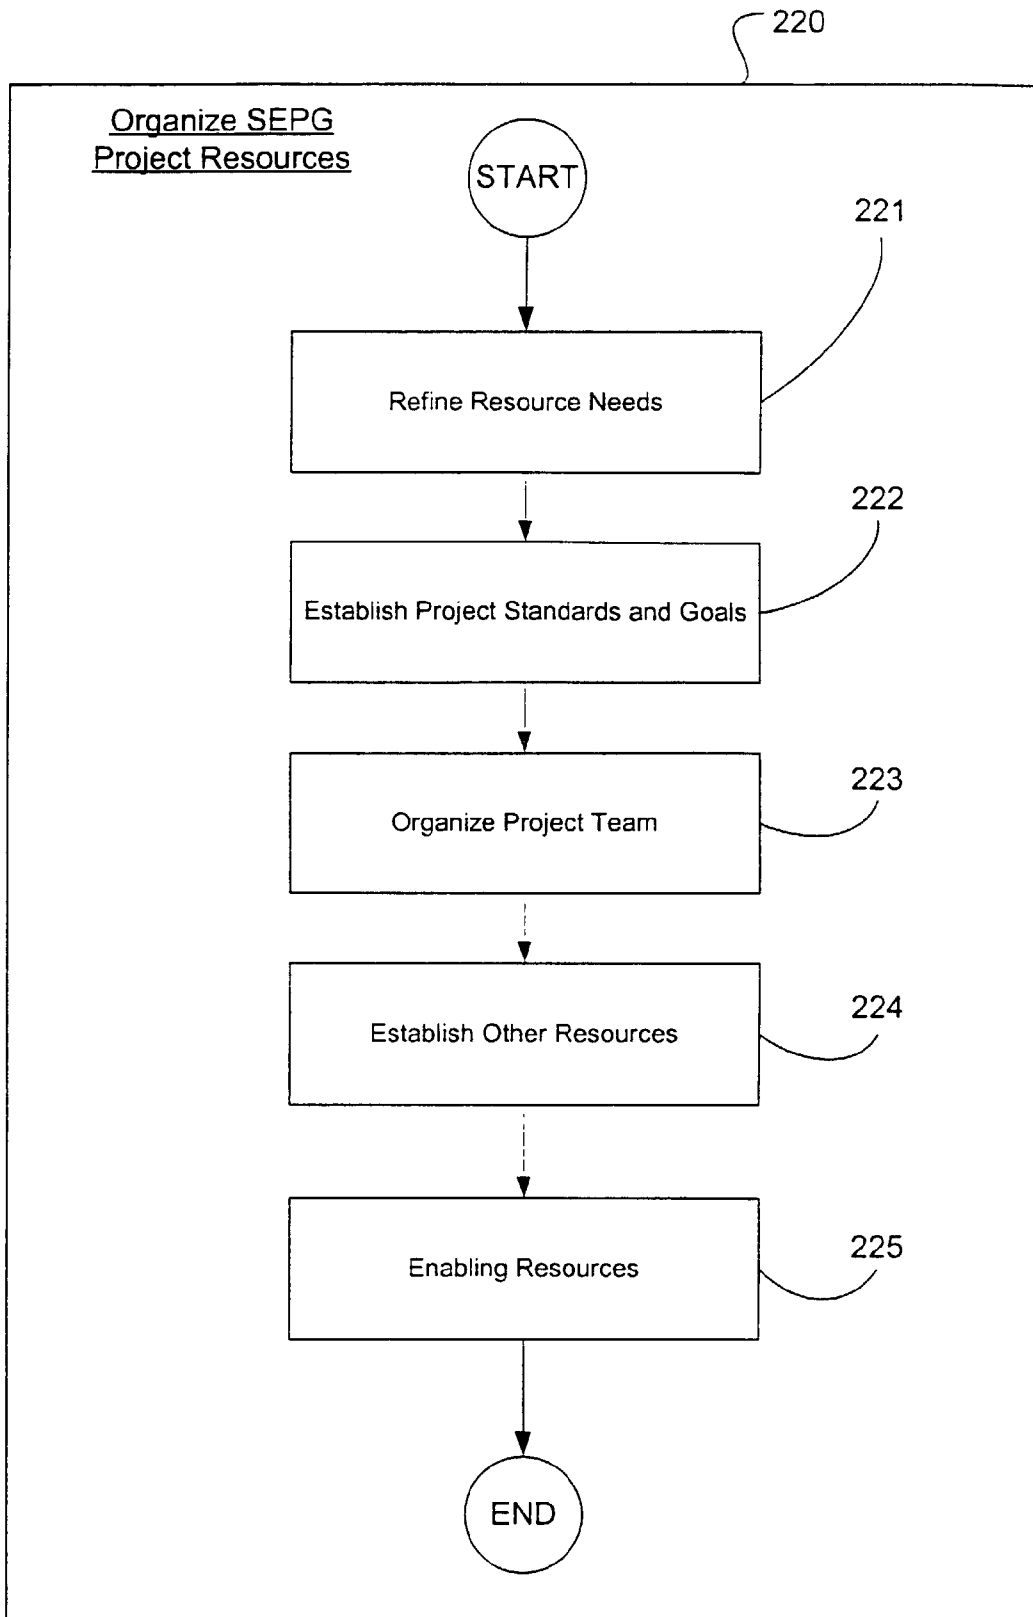 220
Organize SEPG
Project Resources
START
221
Refine Resource Needs
222
Establish Project Standards and Goals
223
Organize Project Team
224
Establish Other Resources
225
Enabling Resources
END